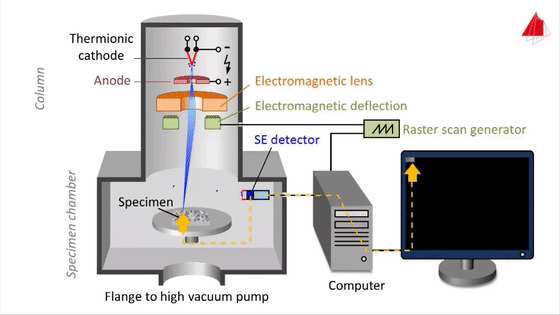 Thermionic
cathode
-
Anode
+
Electromagnetic lens
Electromagnetic deflection
Raster scan generator
SE detector
Column
Specimen chamber
Specimen
Flange to high vacuum pump
Computer